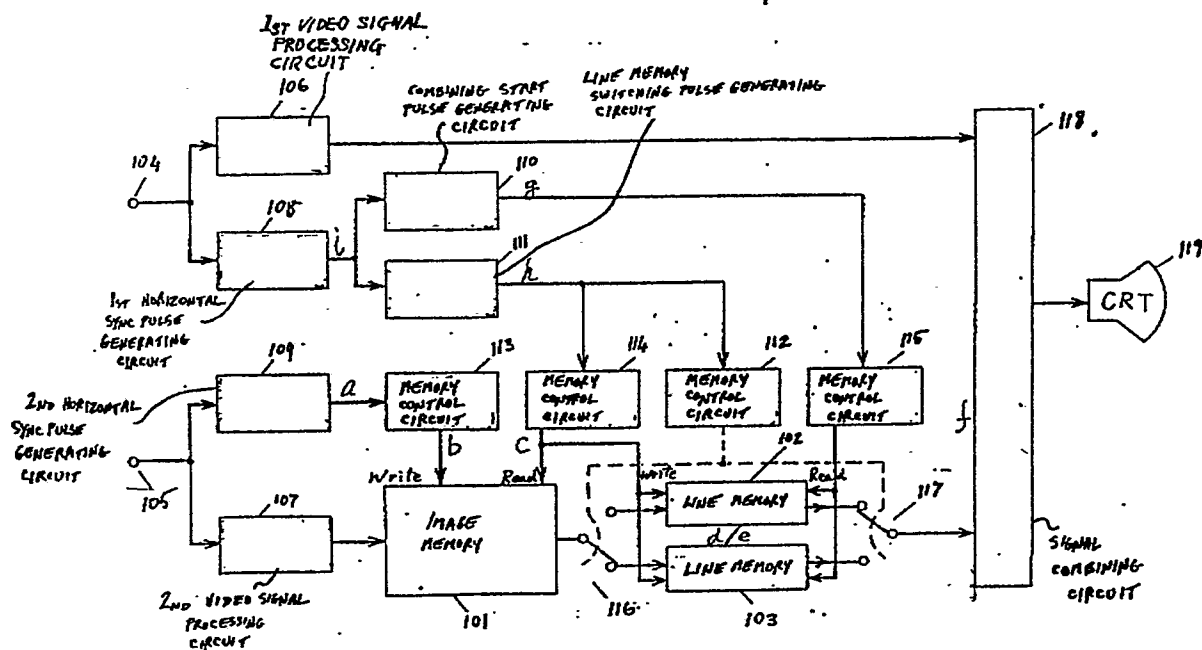 1ST VIDEO SIGNAL
PROCESSING
CIRCUIT
106
COMBINING START
PULSE GENERATING
CIRCUIT
LINE MEMORY
SWITCHING PULSE GENERATING
CIRCUIT
118
104
110
g
108
i
111
h
119
CRT
1ST HORIZONTAL
SYNC PULSE
GENERATING
CIRCUIT
109
a
113
MEMORY
CONTROL
CIRCUIT
114
MEMORY
CONTROL
CIRCUIT
112
MEMORY
CONTROL
CIRCUIT
115
MEMORY
CONTROL
CIRCUIT
2ND HORIZONTAL
SYNC PULSE
GENERATING
CIRCUIT
105
b
c
f
Write
Read
102
Write
Read
117
LINE MEMORY
107
IMAGE
MEMORY
d/e
LINE MEMORY
2ND VIDEO SIGNAL
PROCESSING
CIRCUIT
101
116
103
SIGNAL
COMBINING
CIRCUIT